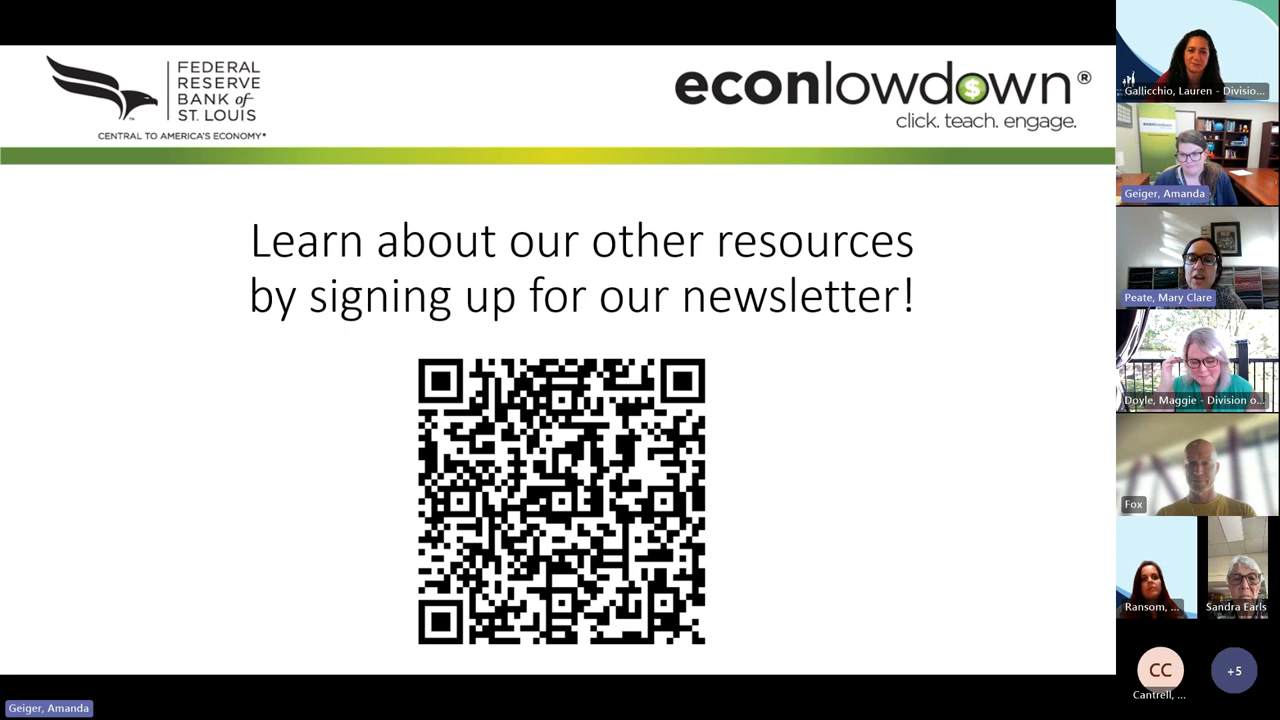 FEDERAL
RESERVE
BANK of
ST. LOUIS
CENTRAL TO AMERICA'S ECONOMY®
econlowdown®
click. teach. engage.
Learn about our other resources
by signing up for our newsletter!
Geiger, Amanda
Gallicchio, Lauren - Divisio...
econlowdown
Geiger, Amanda
Peate, Mary Clare
Doyle, Maggie - Division o...
Fox
Ransom, ...
Sandra Earls
CC
Cantrell, ...
+5